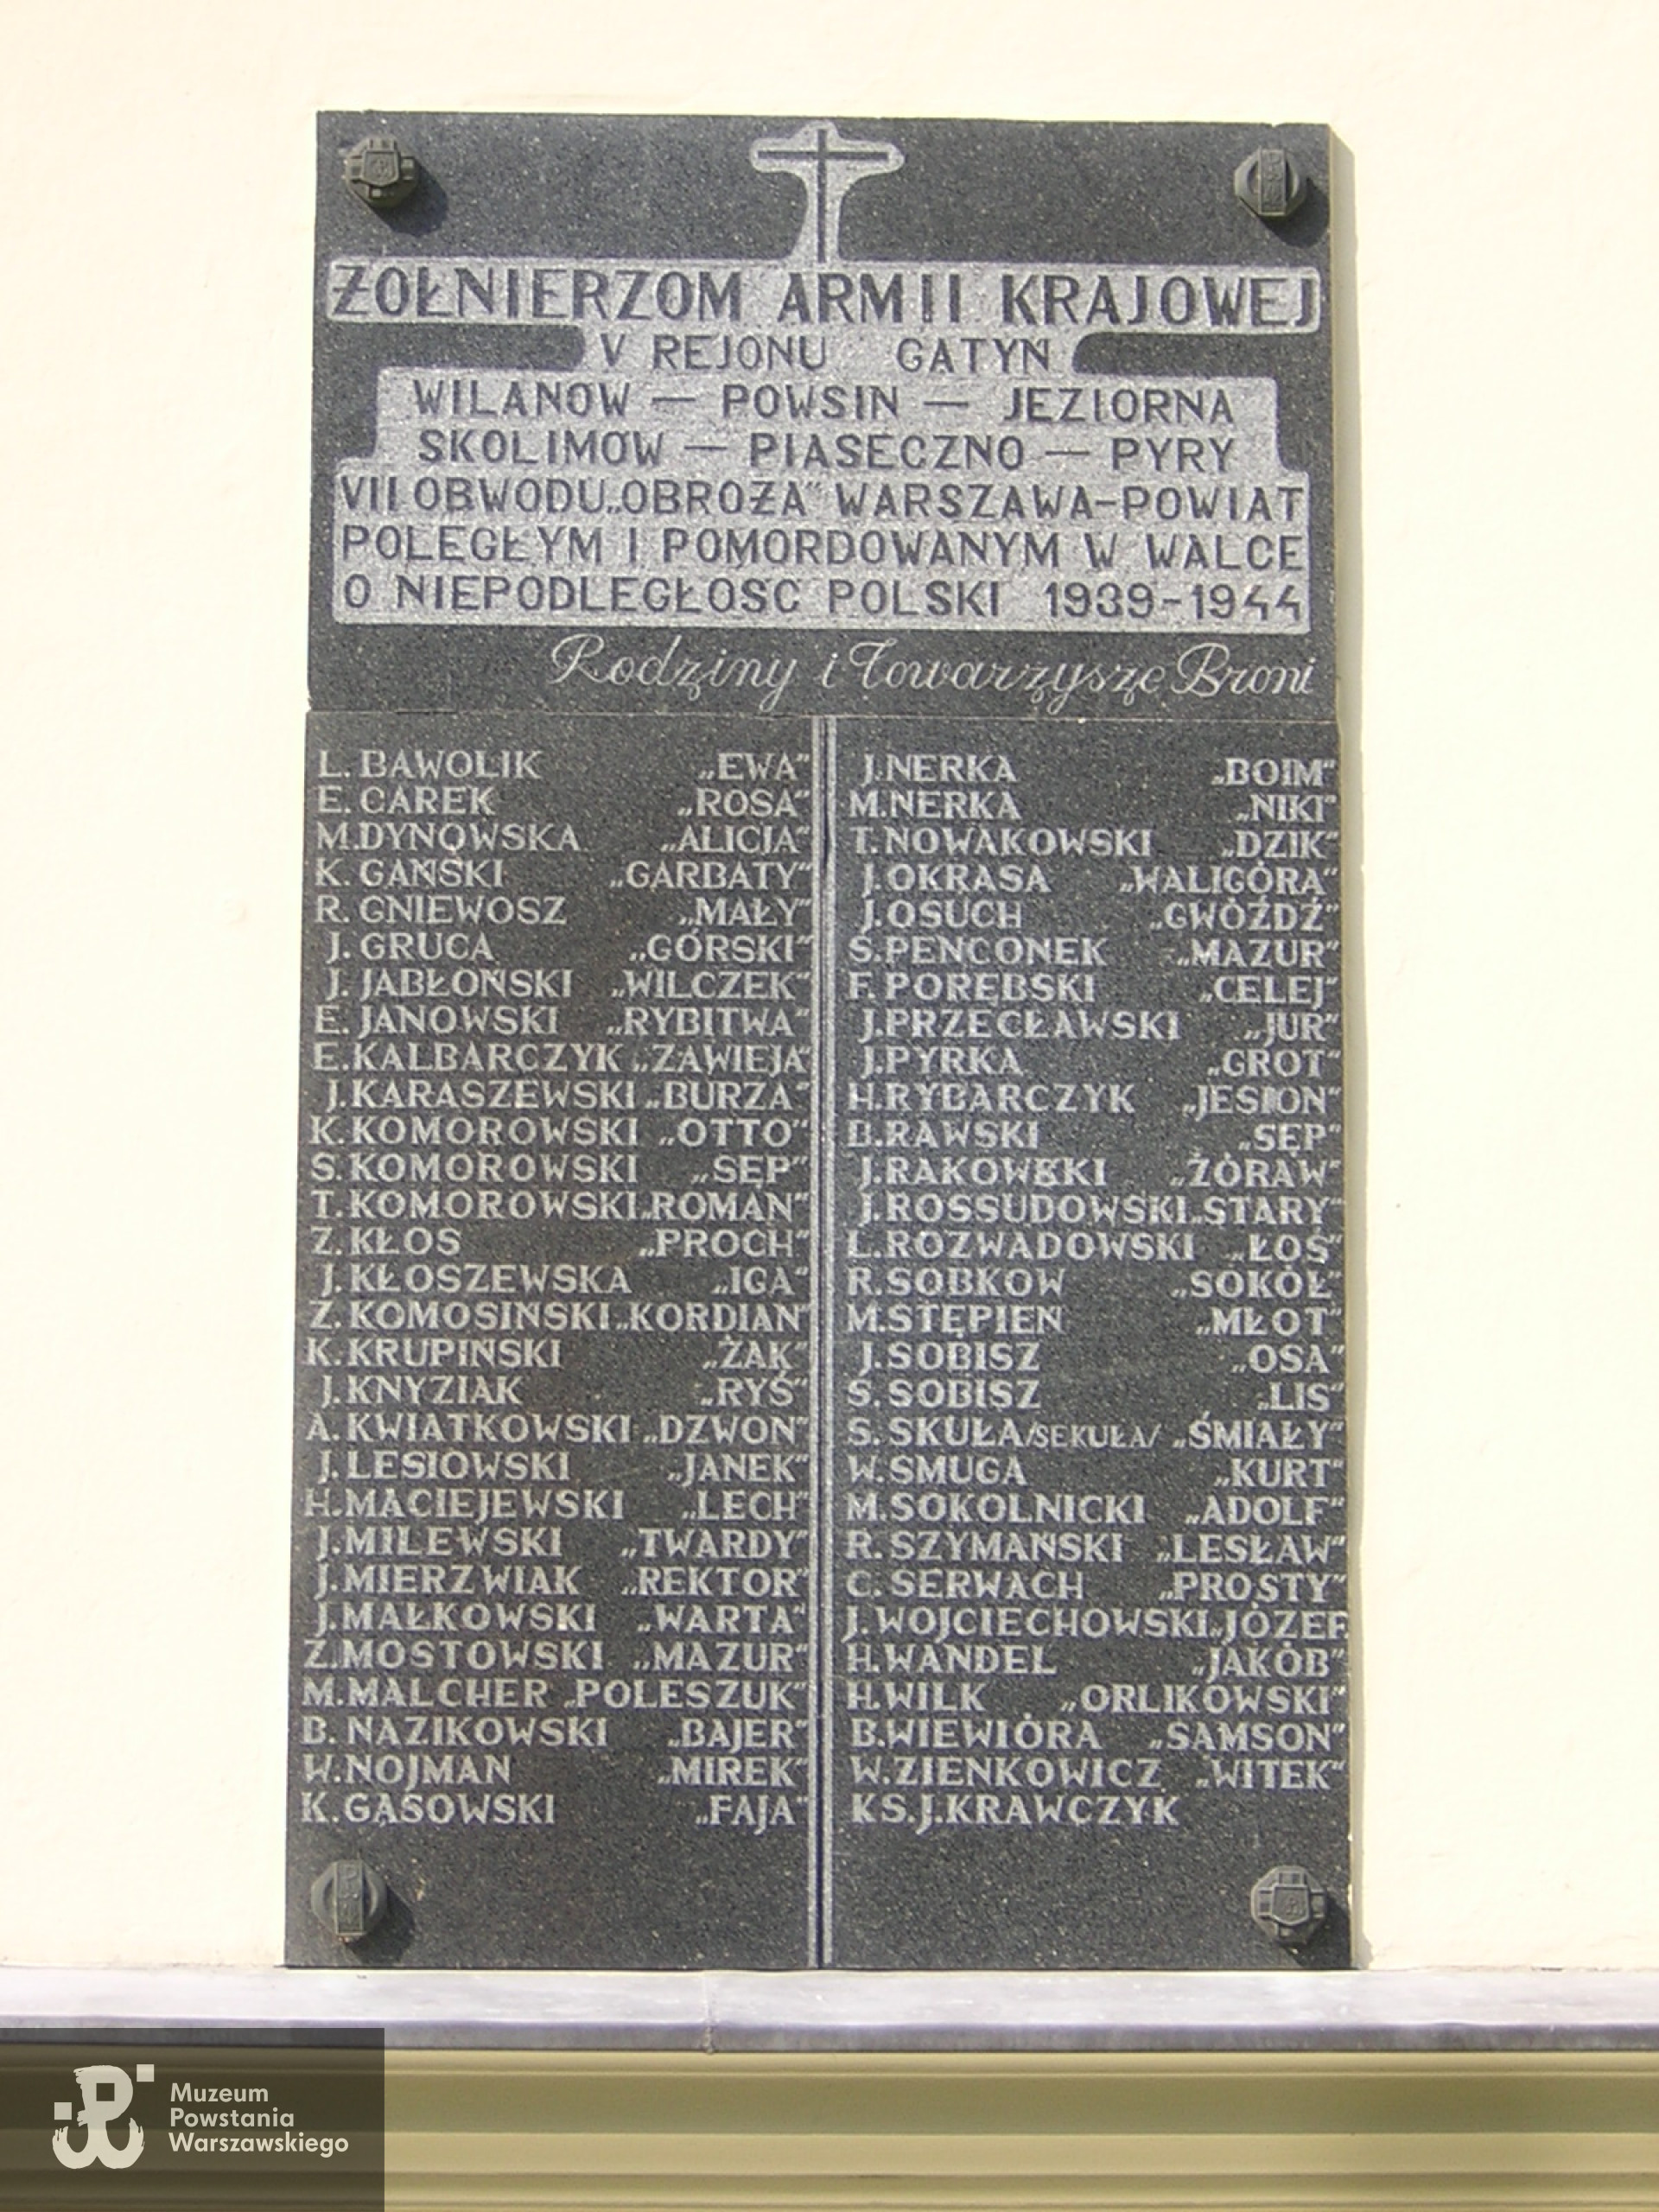 ŻOŁNIERZOM ARMII KRAJOWEJ
V REJONU GATYŃ
WILANÓW — POWSIN — JEZIORNA
SKOLIMÓW — PIASECZNO — PYRY
VII OBWODU „OBROŻA” WARSZAWA-POWIAT
POLEGŁYM I POMORDOWANYM W WALCE
O NIEPODLEGŁOŚĆ POLSKI 1939-1944
Rodziny i Towarzysze Broni
L. BAWOLIK „EWA”
E. CAREK „ROSA”
M. DYNOWSKA „ALICJA”
K. GAŃSKI „GARBATY”
R. GNIEWOSZ „MAŁY”
J. GRUCA „GÓRSKI”
J. JABŁOŃSKI „WILCZEK”
E. JANOWSKI „RYBITWA”
E. KALBARCZYK „ZAWIEJA”
J. KARASZEWSKI „BURZA”
K. KOMOROWSKI „OTTO”
S. KOMOROWSKI „SĘP”
T. KOMOROWSKI „ROMAN”
Z. KŁOS „PROCH”
J. KŁOSZEWSKA „IGA”
Z. KOMOSIŃSKI „KORDIAN”
K. KRUPIŃSKI „ŻAK”
J. KNYZIAK „RYŚ”
A. KWIATKOWSKI „DZWON”
J. LESIOWSKI „JANEK”
H. MACIEJEWSKI „LECH”
J. MILEWSKI „TWARDY”
J. MIERZWIAK „REKTOR”
J. MAŁKOWSKI „WARTA”
Z. MOSTOWSKI „MAZUR”
M. MALCHER „POLESZUK”
B. NAZIKOWSKI „BAJER”
W. NOJMAN „MIREK”
K. GĄSOWSKI „FAJA”
J. NERKA „BOIM”
M. NERKA „NIKI”
T. NOWAKOWSKI „DZIK”
J. OKRASA „WALIGÓRA”
J. OSUCH „GWÓŹDŹ”
S. PENCONEK „MAZUR”
F. PORĘBSKI „CELEJ”
J. PRZECŁAWSKI „JUR”
J. PYRKA „GROT”
H. RYBARCZYK „JESION”
B. RAWSKI „SĘP”
J. RAKOWSKI „ŻÓRAW”
J. ROSSUDOWSKI „STARY”
L. ROZWADOWSKI „ŁOŚ”
R. SOBKOW „SOKÓŁ”
M. STĘPIEŃ „MŁOT”
J. SOBISZ „OSA”
S. SOBISZ „LIS”
S. SKUŁA /SEKUŁA/ „ŚMIAŁY”
W. SMUGA „KURT”
M. SOKOLNICKI „ADOLF”
R. SZYMAŃSKI „LESŁAW”
C. SERWACH „PROSTY”
J. WOJCIECHOWSKI „JÓZEF
H. WANDEL „JAKÓB”
H. WILK „ORLIKOWSKI”
B. WIEWIÓRA „SAMSON”
W. ZIENKOWICZ „WITEK”
KS. J. KRAWCZYK
Muzeum
Powstania
Warszawskiego